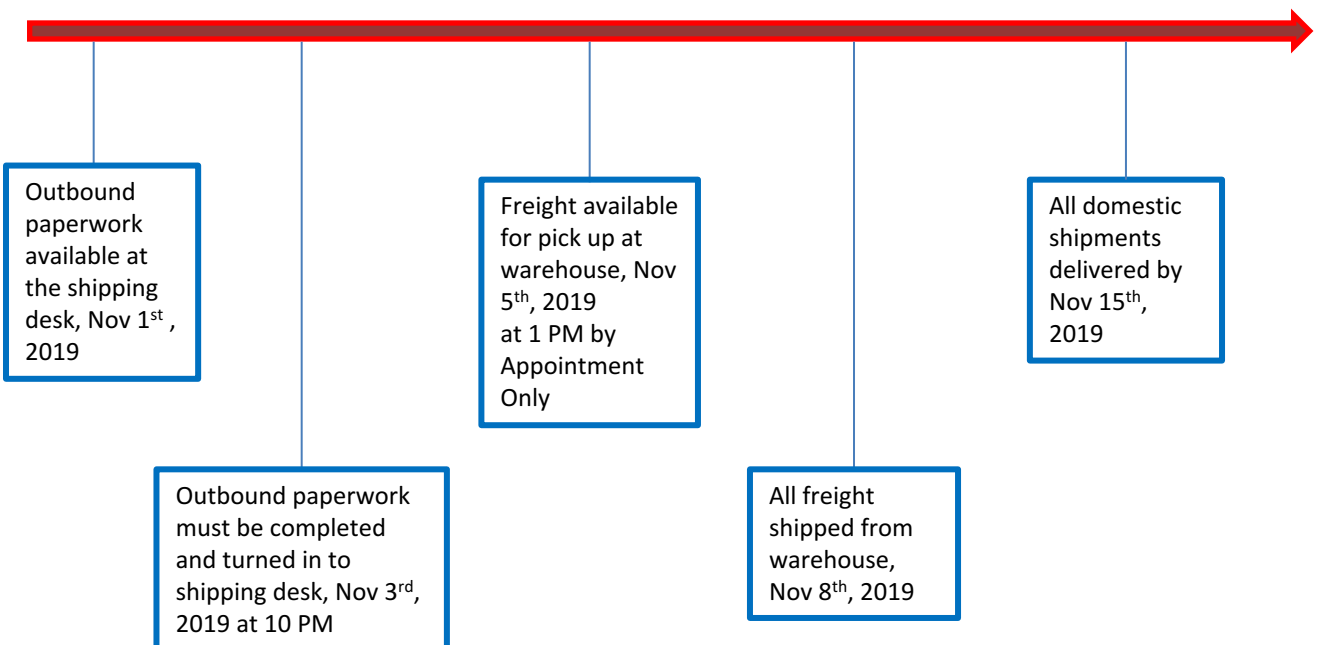 Outbound
paperwork
available at
the shipping
desk, Nov 1st ,
2019
Outbound paperwork
must be completed
and turned in to
shipping desk, Nov 3rd,
2019 at 10 PM
Freight available
for pick up at
warehouse, Nov
5th, 2019
at 1 PM by
Appointment
Only
All freight
shipped from
warehouse,
Nov 8th, 2019
All domestic
shipments
delivered by
Nov 15th,
2019